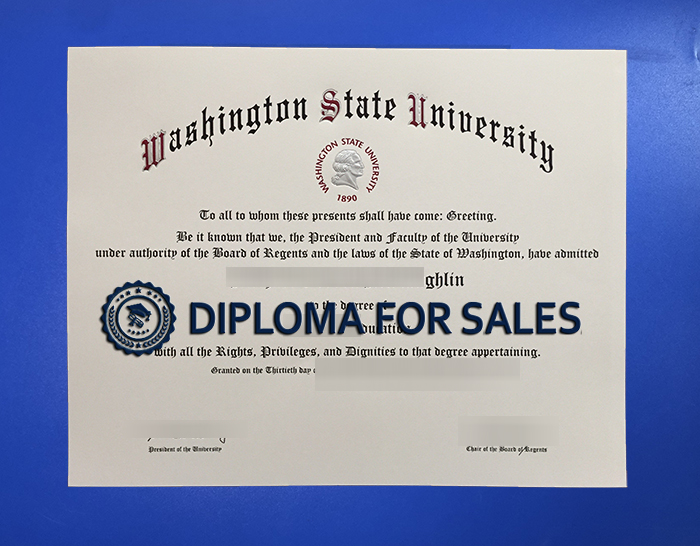 Washington State University
WASHINGTON STATE UNIVERSITY
1890
To all to whom these presents shall have come: Greeting.
Be it known that we, the President and Faculty of the University
under authority of the Board of Regents and the laws of the State of Washington, have admitted
ghlin
to the degree of
DIPLOMA FOR SALES
with all the Rights, Privileges, and Dignities to that degree appertaining.
Granted on the Thirtieth day
President of the University
Chair of the Board of Regents